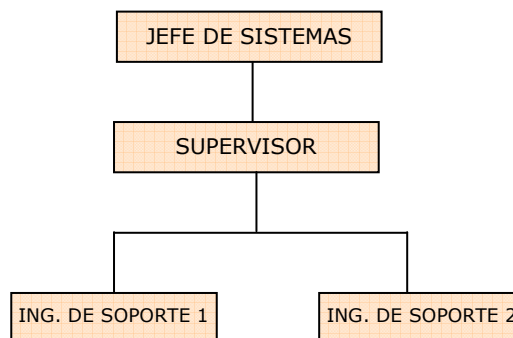 JEFE DE SISTEMAS
SUPERVISOR
ING. DE SOPORTE 1
ING. DE SOPORTE 2